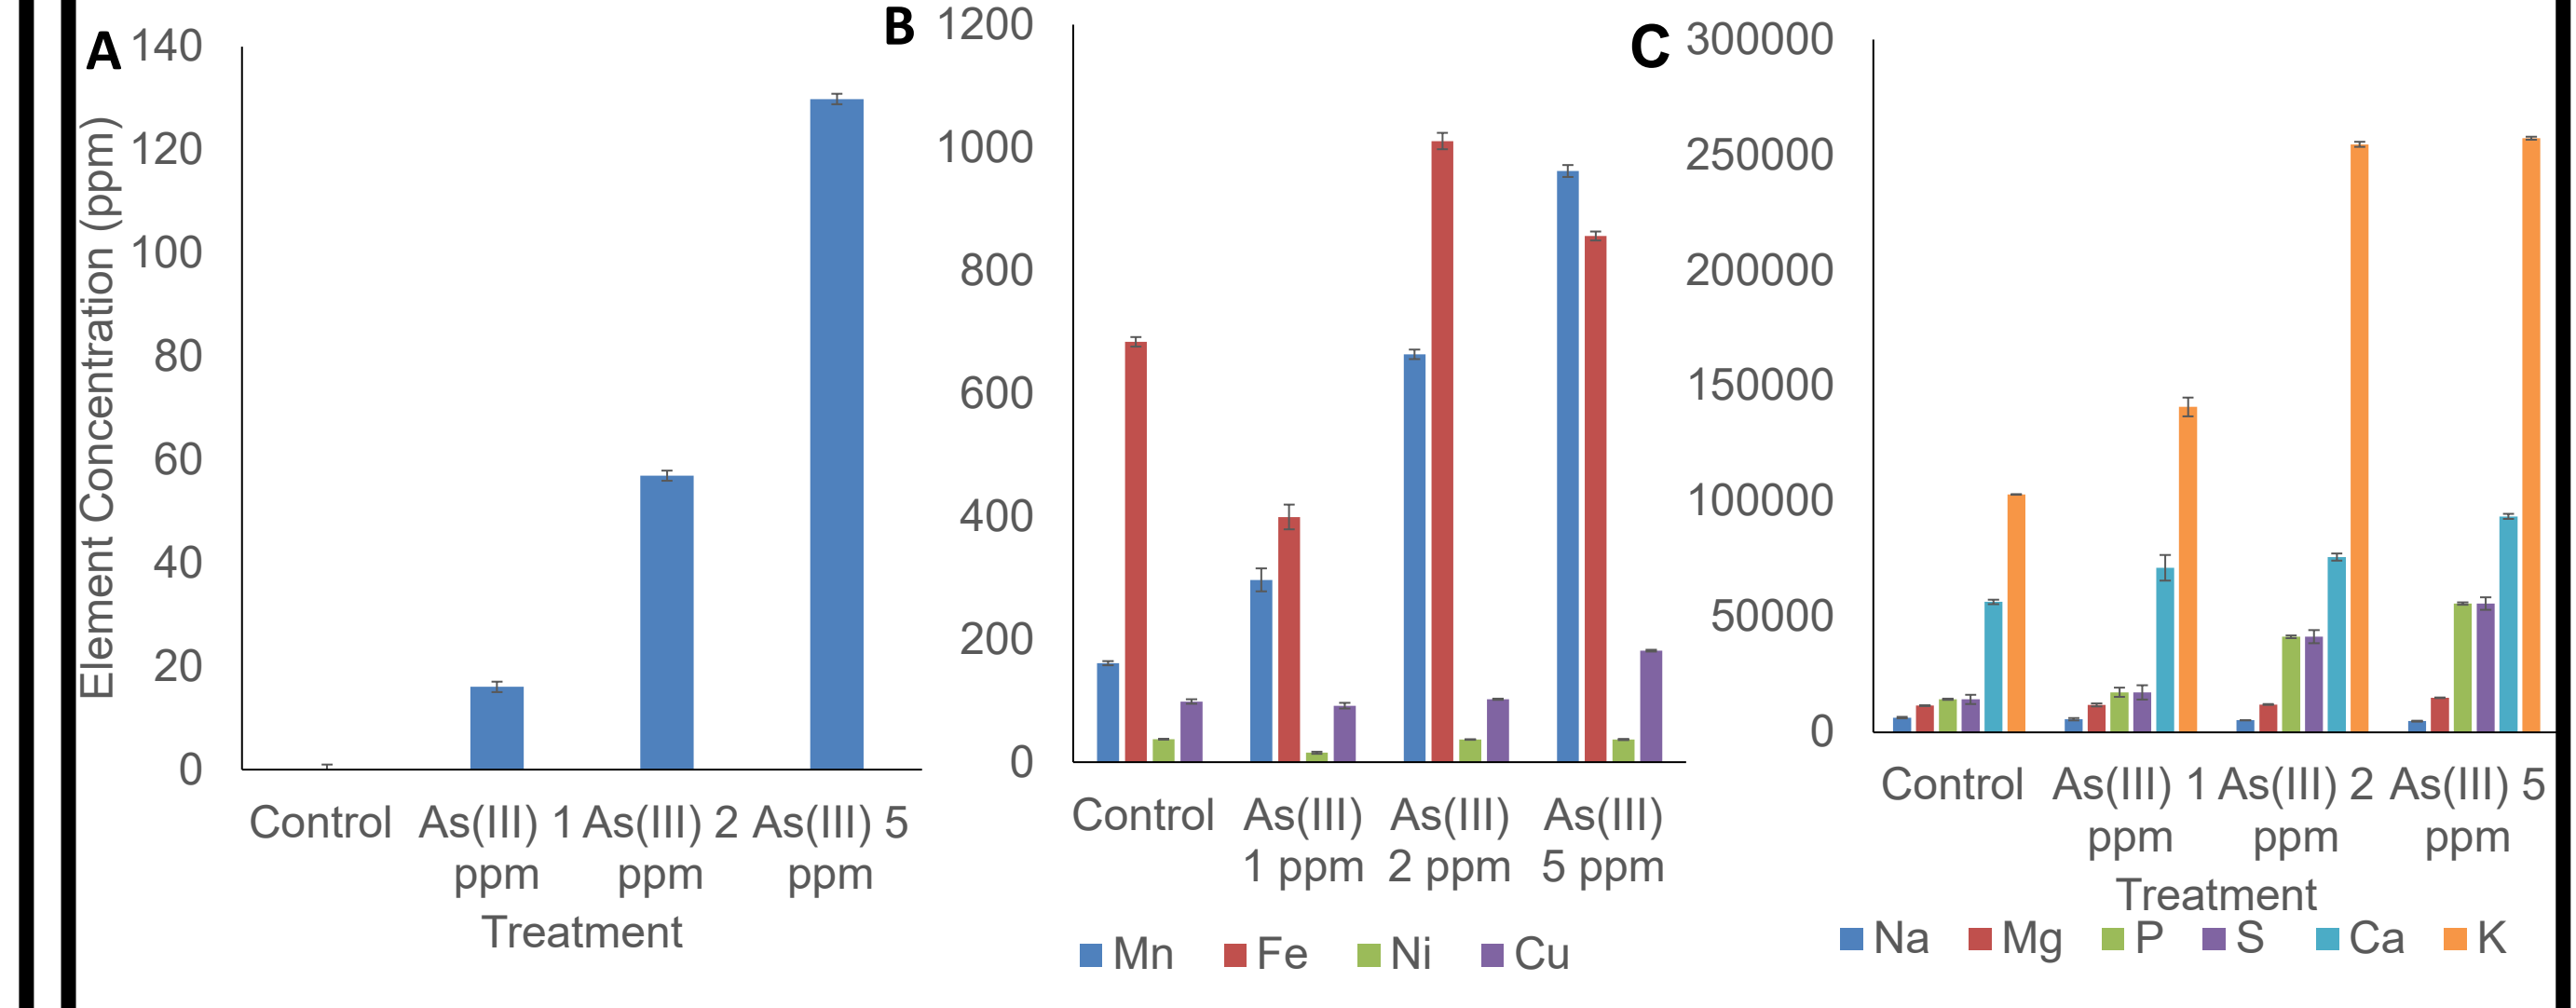 A
Element Concentration (ppm)
140
120
100
80
60
40
20
0
Control
As(III) 1
ppm
As(III) 2
ppm
As(III) 5
ppm
Treatment
B
1200
1000
800
600
400
200
0
Control
As(III)
1 ppm
As(III)
2 ppm
As(III)
5 ppm
Mn Fe Ni Cu
C
300000
250000
200000
150000
100000
50000
0
Control
As(III) 1
ppm
As(III) 2
ppm
As(III) 5
ppm
Treatment
Na Mg P S Ca K